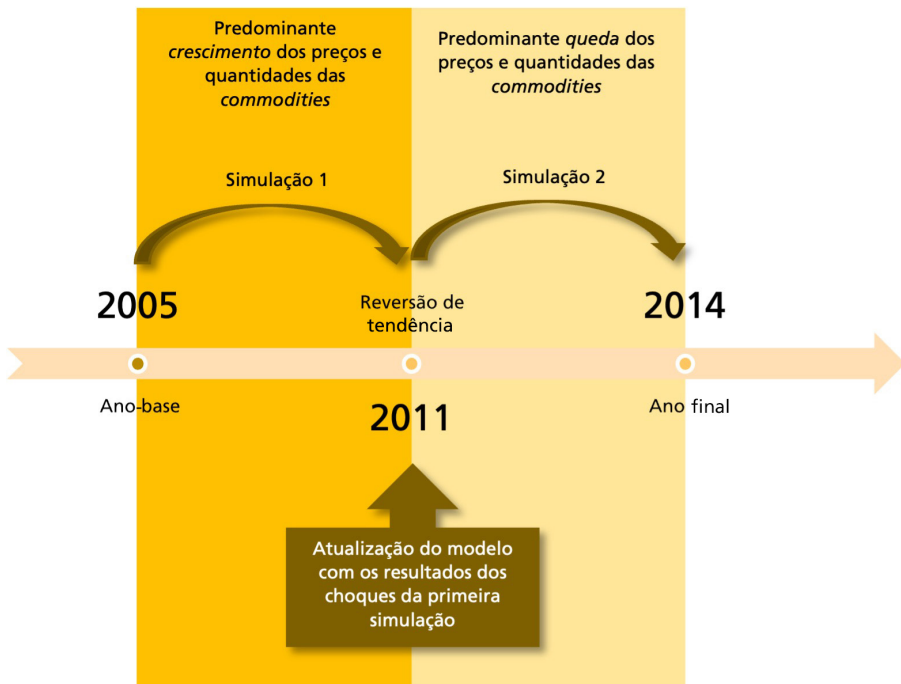 Predominante
crescimento dos preços e
quantidades das
commodities
Predominante queda dos
preços e quantidades das
commodities
Simulação 1
Simulação 2
2005
Reversão de
tendência
2014
Ano-base
2011
Ano final
Atualização do modelo
com os resultados dos
choques da primeira
simulação